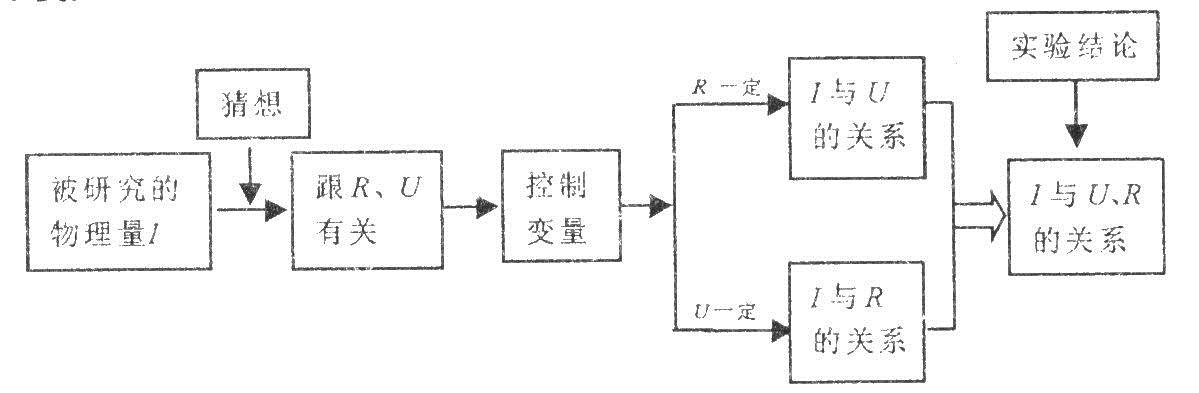 猜想
被研究的
物理量I
跟R、U
有关
控制
变量
R 一定
I与U
的关系
U一定
I与R
的关系
实验结论
I与U、R
的关系